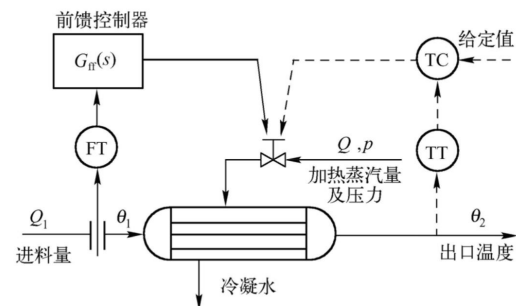 前馈控制器
G_ff(s)
给定值
TC
FT
Q ,p
加热蒸汽量
及压力
TT
Q₁
θ₁
进料量
θ₂
出口温度
冷凝水